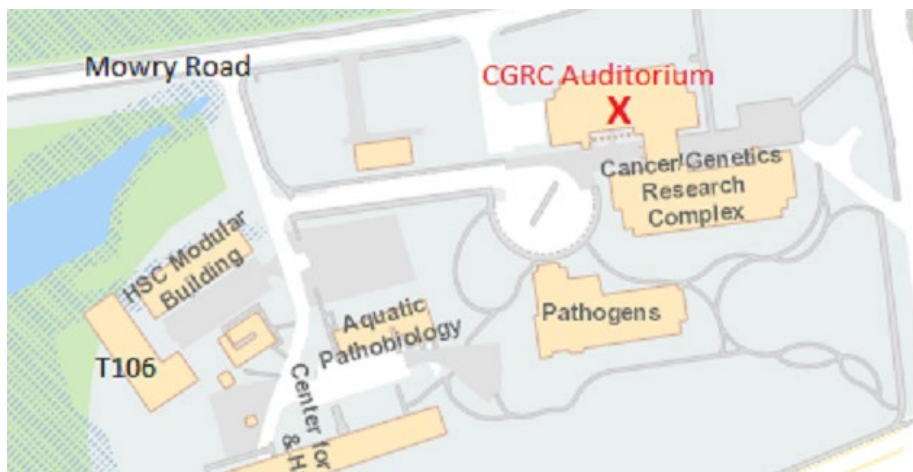 Mowry Road
CGRC Auditorium
X
Cancer/Genetics
Research
Complex
HSC Modular
Building
Aquatic
Pathobiology
Pathogens
T106
Center for
& H